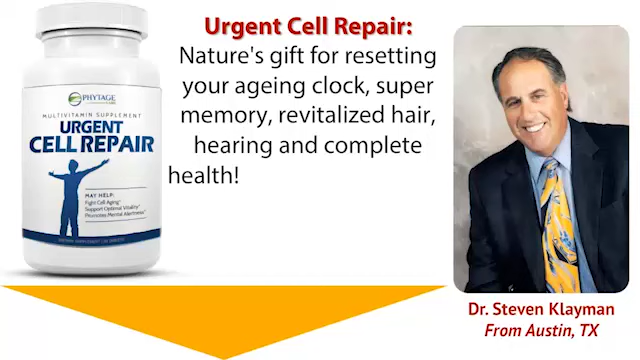 Urgent Cell Repair:
Nature's gift for resetting
your ageing clock, super
memory, revitalized hair,
hearing and complete
health!
PHYTAGE
LABS
MULTIVITAMIN SUPPLEMENT
URGENT
CELL REPAIR
MAY HELP:
Fight Cell Aging*
Support Optimal Vitality*
Promotes Mental Alertness*
Dr. Steven Klayman
From Austin, TX